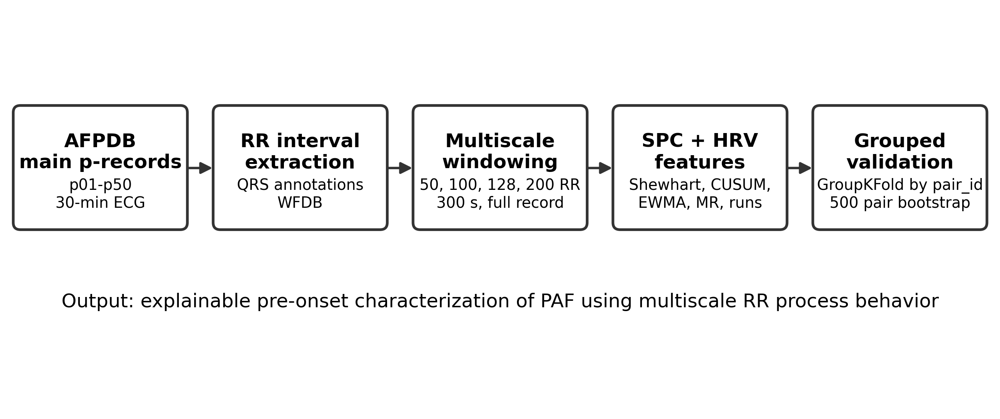 AFPDB
main p-records
p01-p50
30-min ECG
RR interval
extraction
QRS annotations
WFDB
Multiscale
windowing
50, 100, 128, 200 RR
300 s, full record
SPC + HRV
features
Shewhart, CUSUM,
EWMA, MR, runs
Grouped
validation
GroupKFold by pair_id
500 pair bootstrap
Output: explainable pre-onset characterization of PAF using multiscale RR process behavior